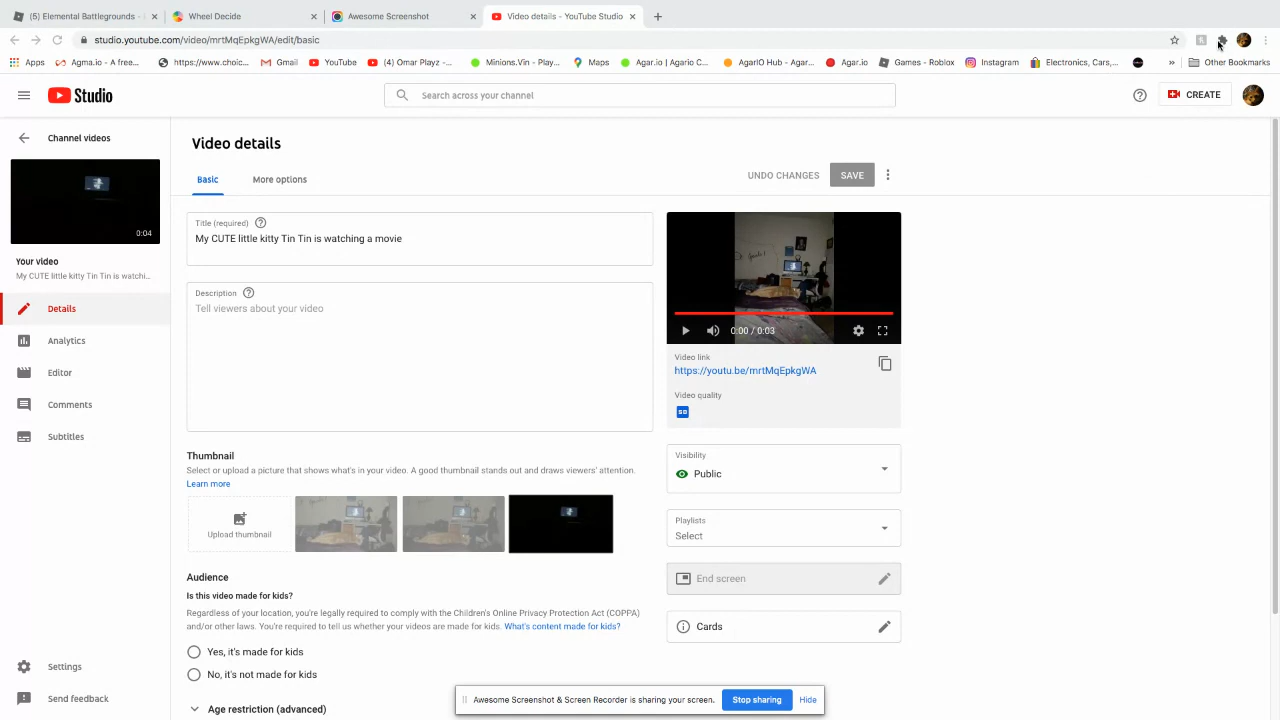 (5) Elemental Battlegrounds -
Wheel Decide
Awesome Screenshot
Video details - YouTube Studio
studio.youtube.com/video/mrtMqEpkgWA/edit/basic
Apps
Agma.io - A free...
https://www.choic...
Gmail
YouTube
(4) Omar Playz -...
Minions.Vin - Play...
Maps
Agar.io | Agario C...
AgarIO Hub - Agar...
Agar.io
Games - Roblox
Instagram
Electronics, Cars,...
»
Other Bookmarks
Studio
Search across your channel
CREATE
Channel videos
0:04
Your video
My CUTE little kitty Tin Tin is watchi...
Details
Analytics
Editor
Comments
Subtitles
Settings
Send feedback
Video details
Basic
More options
UNDO CHANGES
SAVE
Title (required)
My CUTE little kitty Tin Tin is watching a movie
Description
Tell viewers about your video
Thumbnail
Select or upload a picture that shows what's in your video. A good thumbnail stands out and draws viewers' attention.
Learn more
Upload thumbnail
Audience
Is this video made for kids?
Regardless of your location, you're legally required to comply with the Children's Online Privacy Protection Act (COPPA)
and/or other laws. You're required to tell us whether your videos are made for kids. What's content made for kids?
Yes, it's made for kids
No, it's not made for kids
Age restriction (advanced)
0:00 / 0:03
Video link
https://youtu.be/mrtMqEpkgWA
Video quality
SD
Visibility
Public
Playlists
Select
End screen
Cards
Awesome Screenshot & Screen Recorder is sharing your screen.
Stop sharing
Hide